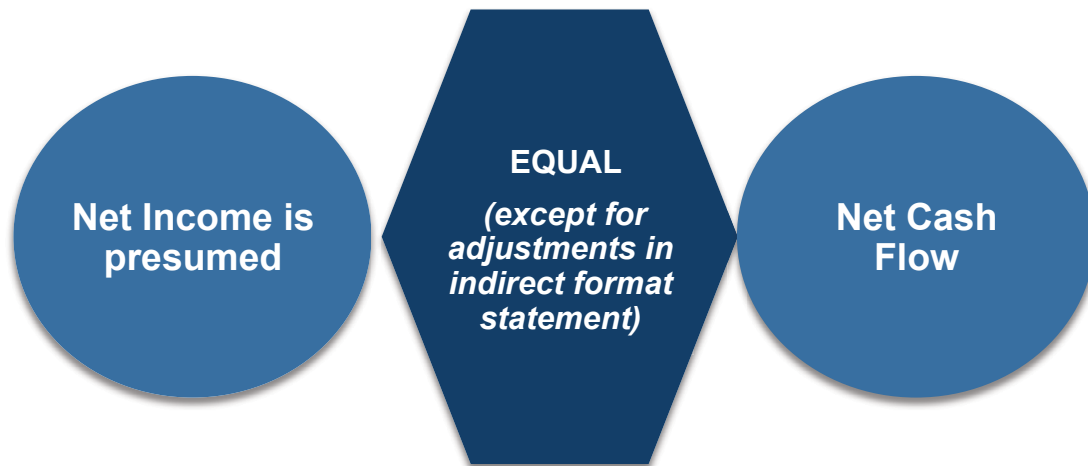 Net Income is
presumed
EQUAL
(except for
adjustments in
indirect format
statement)
Net Cash
Flow